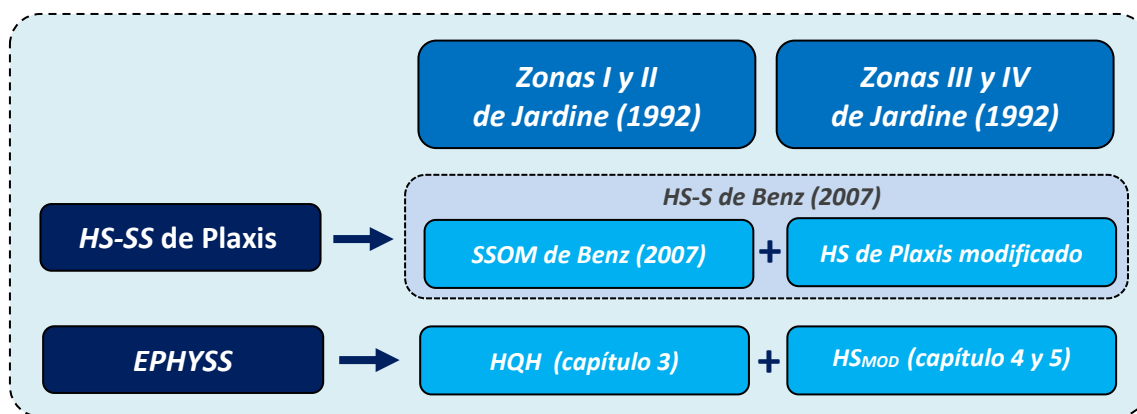 Zonas I y II
de Jardine (1992)
Zonas III y IV
de Jardine (1992)
HS-S de Benz (2007)
HS-SS de Plaxis
SSOM de Benz (2007)
+
HS de Plaxis modificado
EPHYSS
HQH (capítulo 3)
+
HSMOD (capítulo 4 y 5)